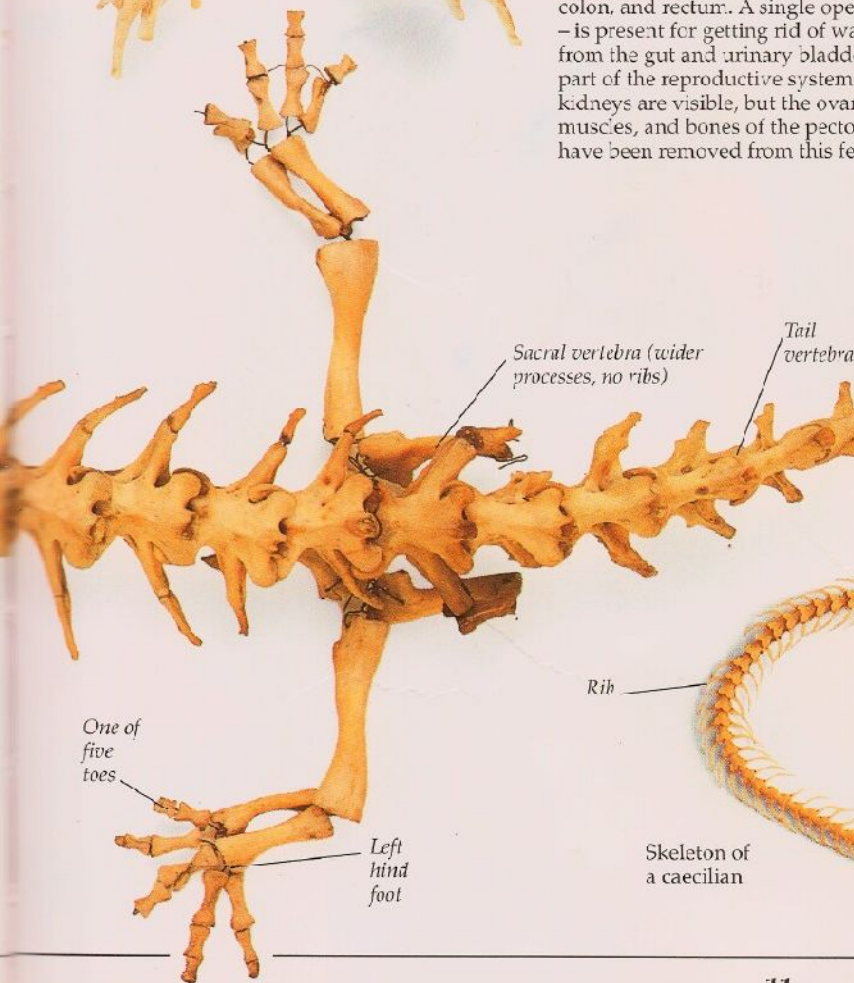 colon, and rectum. A single ope
– is present for getting rid of wa
from the gut and urinary bladde
part of the reproductive system
kidneys are visible, but the ovar
muscles, and bones of the pecto
have been removed from this fe
Sacral vertebra (wider
processes, no ribs)
Tail
vertebra
Rib
One of
five
toes
Left
hind
foot
Skeleton of
a caecilian